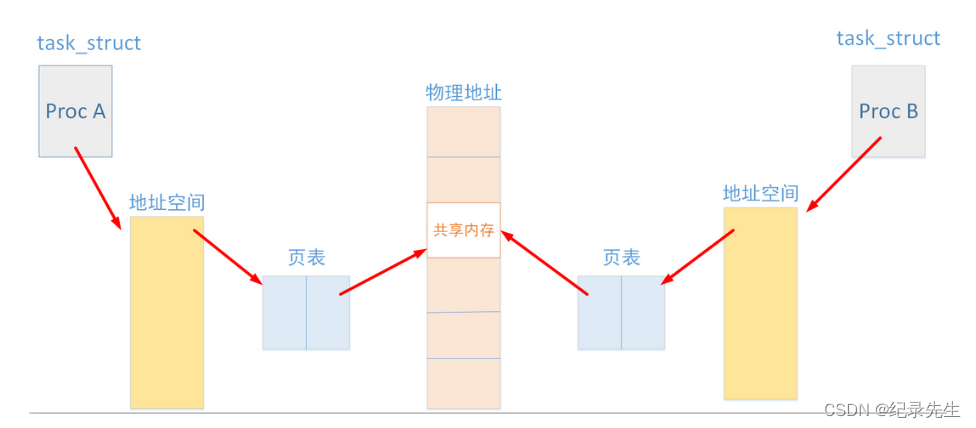 task_struct
task_struct
Proc A
物理地址
Proc B
地址空间
地址空间
共享内存
页表
页表
CSDN @纪录先生